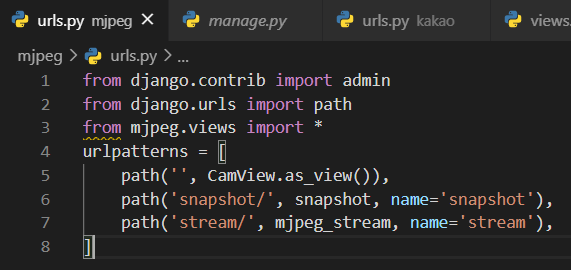 urls.py mjpeg manage.py urls.py kakao views
mjpeg > urls.py > ...
1 from django.contrib import admin
2 from django.urls import path
3 from mjpeg.views import *
4 urlpatterns = [
5     path('', CamView.as_view()),
6     path('snapshot/', snapshot, name='snapshot'),
7     path('stream/', mjpeg_stream, name='stream'),
8 ]